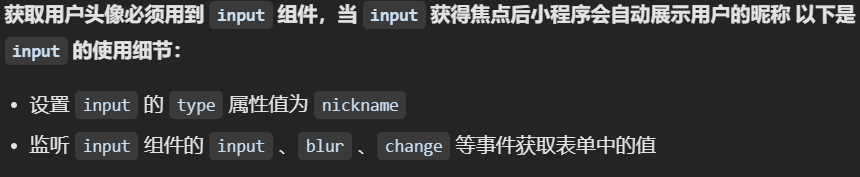 获取用户头像必须用到 input 组件，当 input 获得焦点后小程序会自动展示用户的昵称 以下是
input 的使用细节：
• 设置 input 的 type 属性值为 nickname
• 监听 input 组件的 input 、 blur 、 change 等事件获取表单中的值